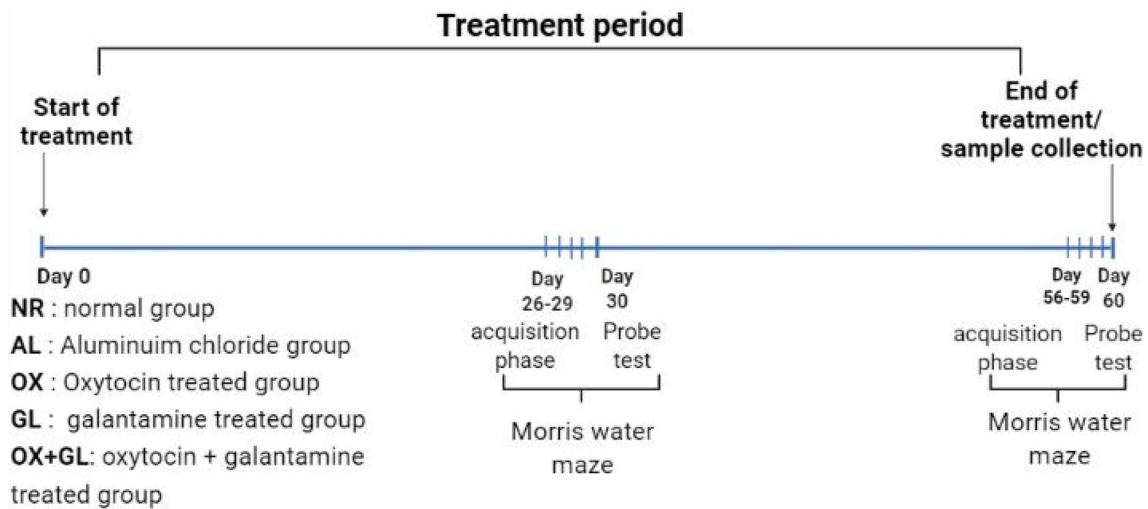 Treatment period
Start of
treatment
End of
treatment/
sample collection
Day 0
Day
26-29
Day
30
acquisition
phase
Probe
test
Morris water
maze
Day
56-59
Day
60
acquisition
phase
Probe
test
Morris water
maze
NR : normal group
AL : Aluminuim chloride group
OX : Oxytocin treated group
GL : galantamine treated group
OX+GL: oxytocin + galantamine
treated group